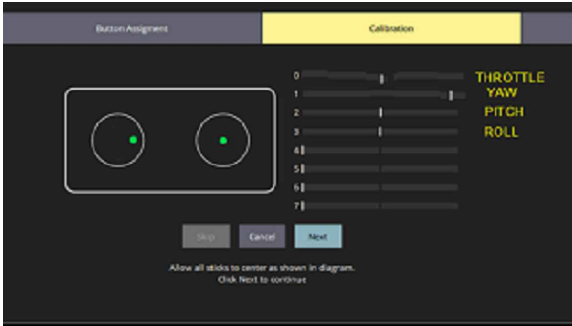 Button Assigment
Calibration
0 THROTTLE
1 YAW
2 PITCH
3 ROLL
4
5
6
7
Skip
Cancel
Next
Allow all sticks to center as shown in diagram.
Click Next to continue